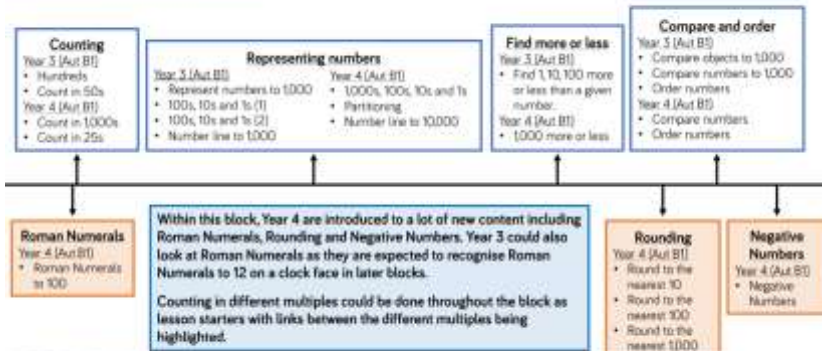 Counting
Year 3 (Aut B1)
• Hundreds
• Count in 50s
Year 4 (Aut B1)
• Count in 1,000s
• Count in 25s
Representing numbers
Year 3 (Aut B1)
• Represent numbers to 1,000
• 100s, 10s and 1s (1)
• 100s, 10s and 1s (2)
• Number line to 1,000
Year 4 (Aut B1)
• 1,000s, 100s, 10s and 1s
• Partitioning
• Number line to 10,000
Find more or less
Year 3 (Aut B1)
• Find 1, 10, 100 more
or less than a given
number.
Year 4 (Aut B1)
• 1,000 more or less
Compare and order
Year 3 (Aut B1)
• Compare objects to 1,000
• Compare numbers to 1,000
• Order numbers
Year 4 (Aut B1)
• Compare numbers
• Order numbers
Roman Numerals
Year 4 (Aut B1)
• Roman Numerals
to 100
Within this block, Year 4 are introduced to a lot of new content including
Roman Numerals, Rounding and Negative Numbers. Year 3 could also
look at Roman Numerals as they are expected to recognise Roman
Numerals to 12 on a clock face in later blocks.
Counting in different multiples could be done throughout the block as
lesson starters with links between the different multiples being
highlighted.
Rounding
Year 4 (Aut B1)
• Round to the
nearest 10
• Round to the
nearest 100
• Round to the
nearest 1,000
Negative
Numbers
Year 4 (Aut B1)
• Negative
Numbers